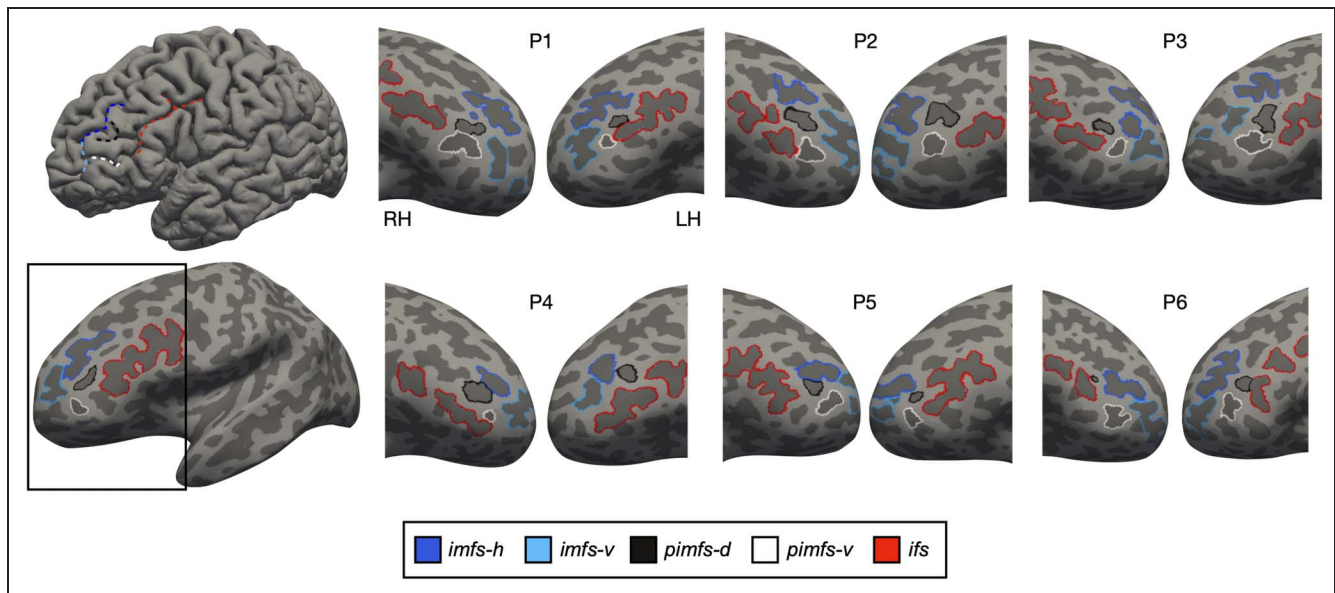 P1
P2
P3
RH
LH
P4
P5
P6
imfs-h
imfs-v
pimfs-d
pimfs-v
ifs